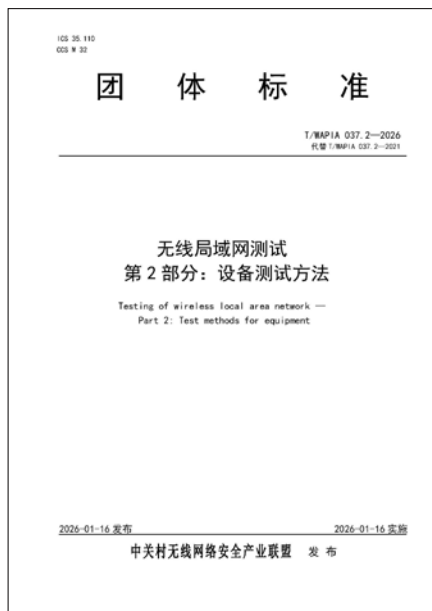 ICS 35.110
CCS M 32
团 体 标 准
T/WAPIA 037.2—2026
代替 T/WAPIA 037.2—2021
无线局域网测试
第 2 部分：设备测试方法
Testing of wireless local area network —
Part 2: Test methods for equipment
2026-01-16 发布
2026-01-16 实施
中关村无线网络安全产业联盟 发 布